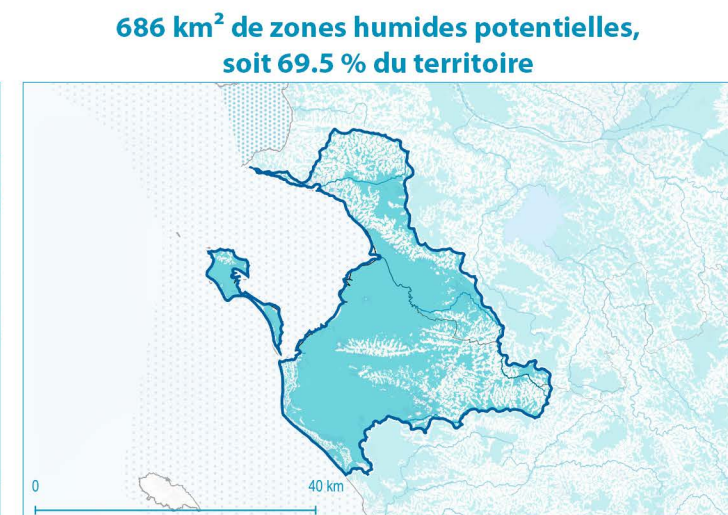 686 km² de zones humides potentielles,
soit 69.5 % du territoire
0 40 km